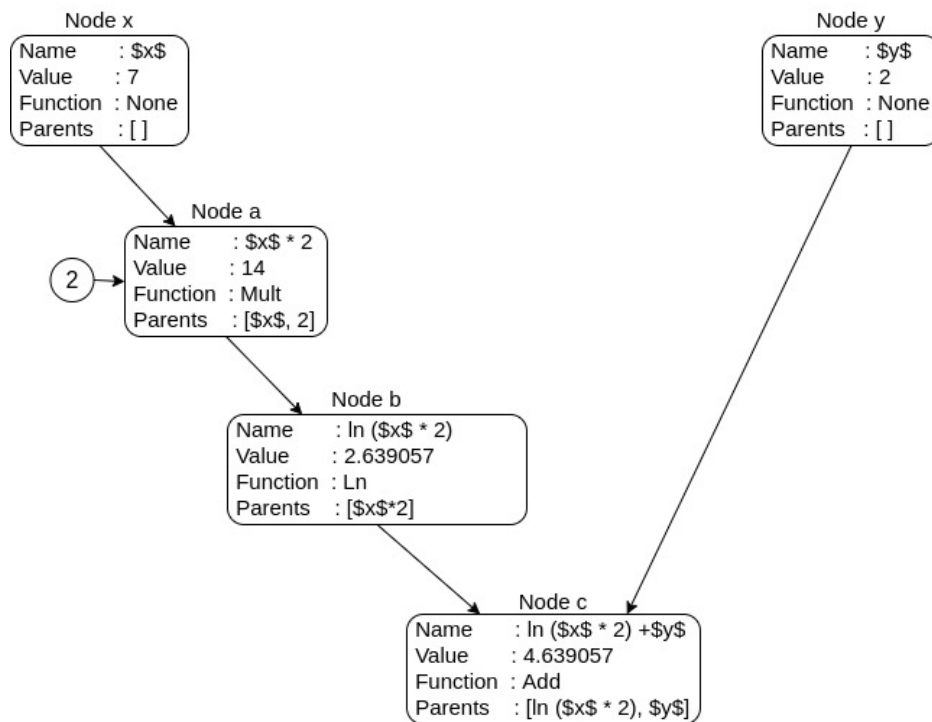 Node x
Name : $x$
Value : 7
Function : None
Parents : [ ]
Node y
Name : $y$
Value : 2
Function : None
Parents : [ ]
Node a
Name : $x$ * 2
Value : 14
Function : Mult
Parents : [$x$, 2]
2
Node b
Name : ln ($x$ * 2)
Value : 2.639057
Function : Ln
Parents : [$x$*2]
Node c
Name : ln ($x$ * 2) +$y$
Value : 4.639057
Function : Add
Parents : [ln ($x$ * 2), $y$]